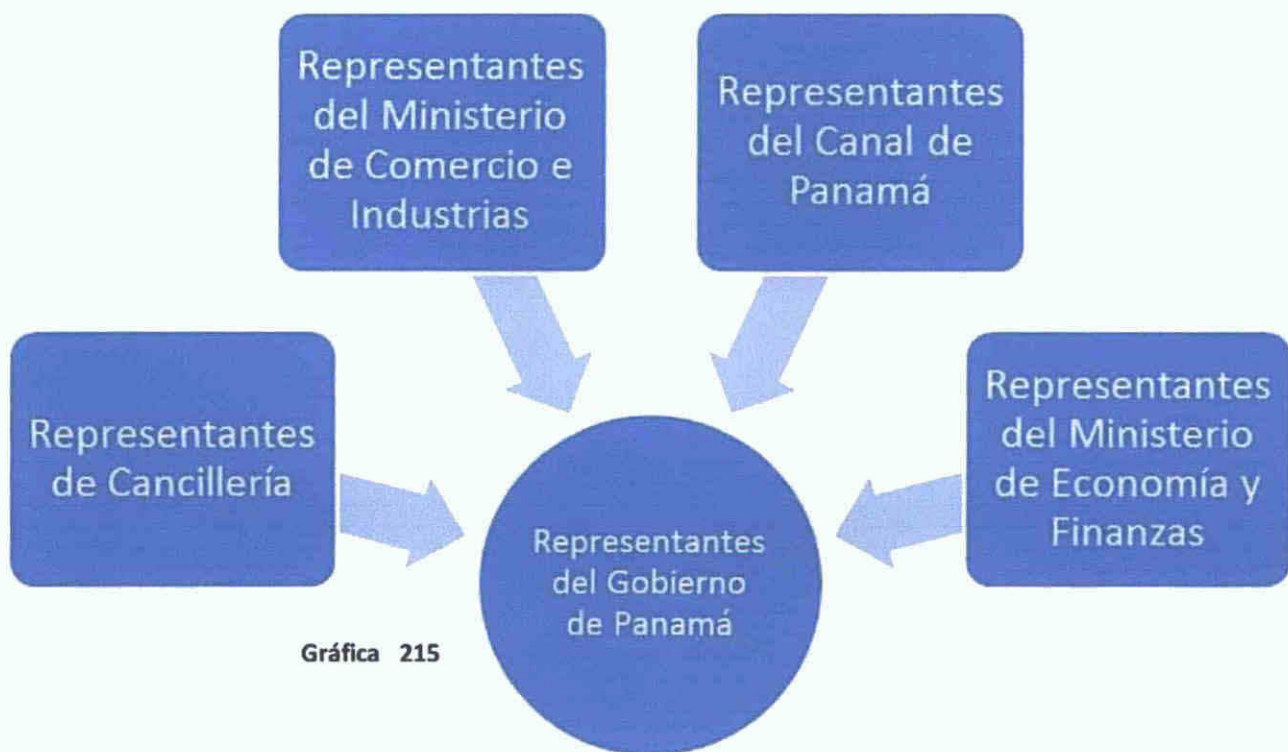 Representantes
del Ministerio
de Comercio e
Industrias
Representantes
del Canal de
Panamá
Representantes
de Cancillería
Representantes
del Ministerio
de Economía y
Finanzas
Representantes
del Gobierno
de Panamá
Gráfica 215